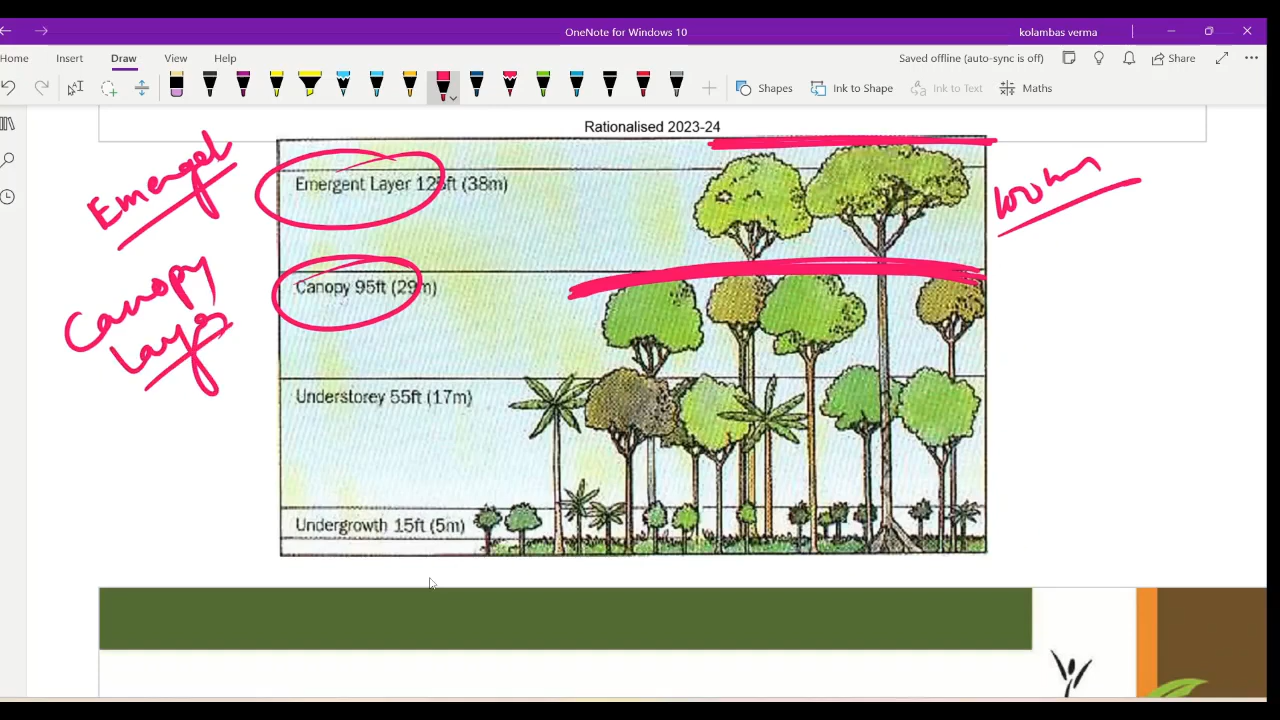 OneNote for Windows 10
kolambas verma
Home Insert Draw View Help
Saved offline (auto-sync is off) Share
Shapes Ink to Shape Ink to Text Maths
Rationalised 2023-24
Emergent Layer 125ft (38m)
Canopy 95ft (29m)
Canopy
Layer
Understorey 55ft (17m)
Undergrowth 15ft (5m)